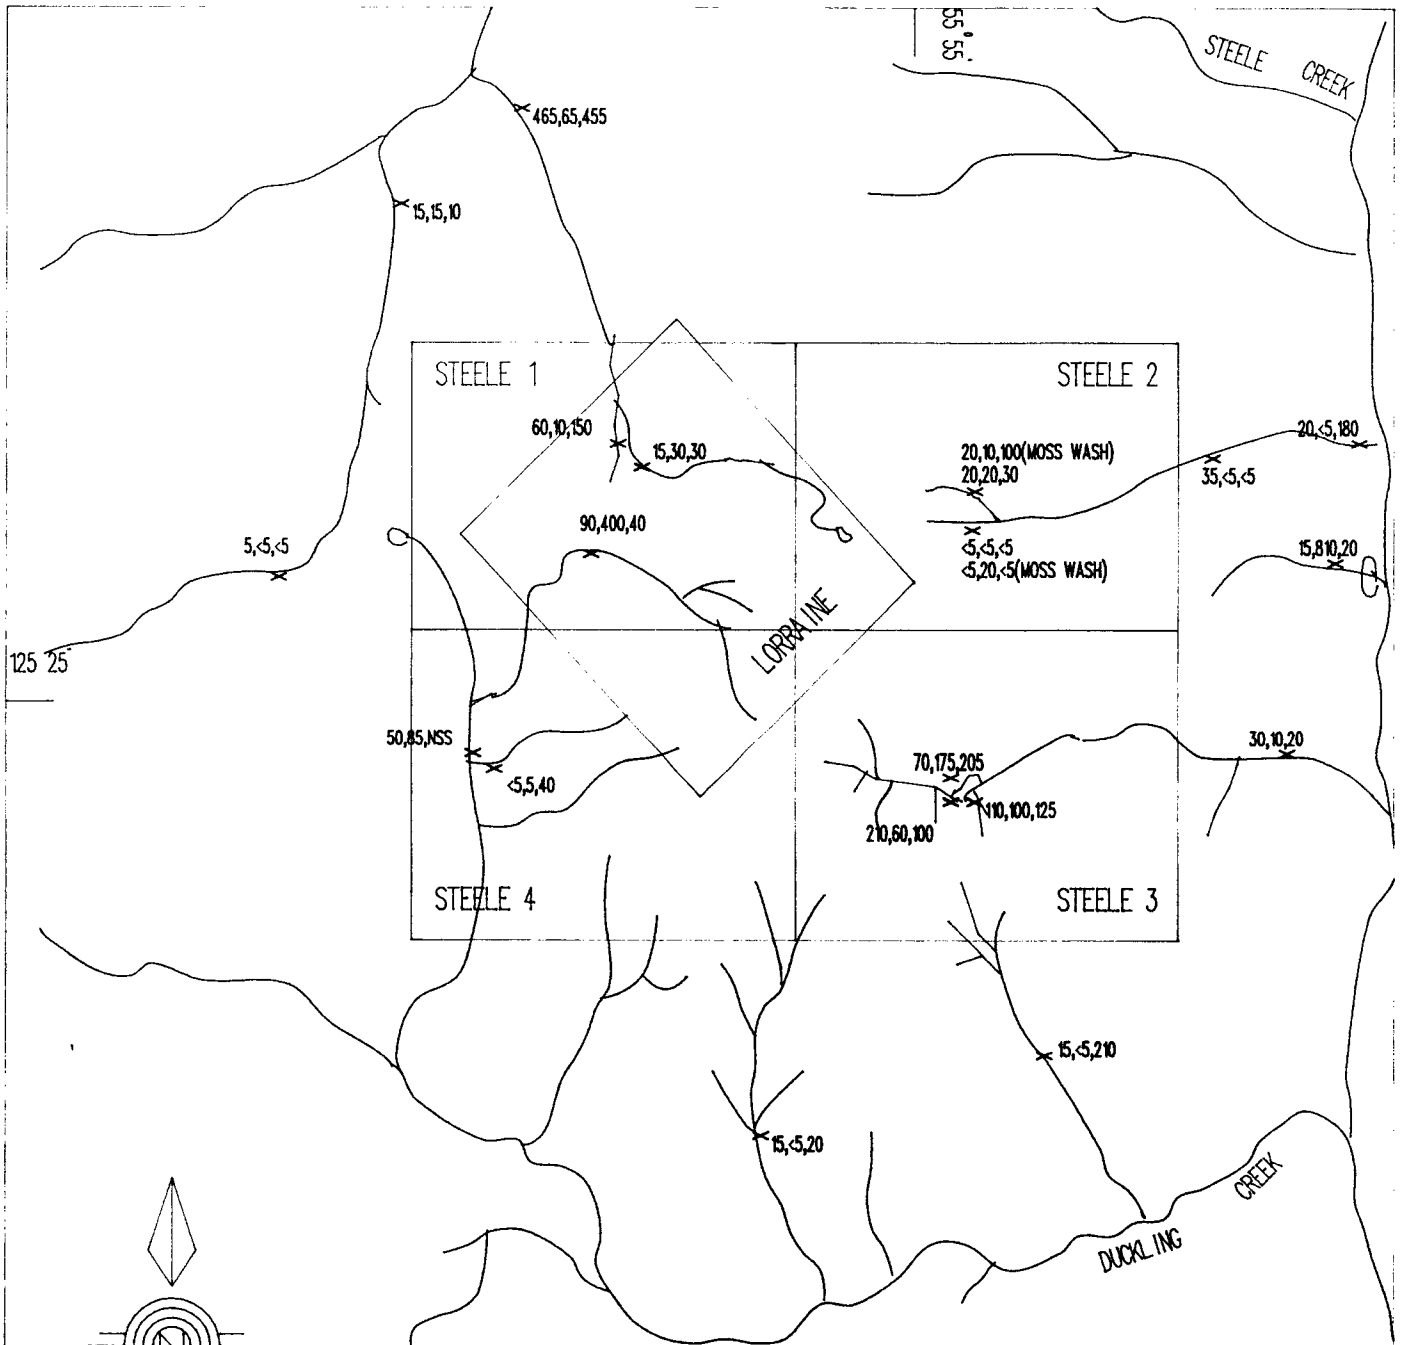 55° 55'
STEELE CREEK
465,65,455
15,15,10
STEELE 1
STEELE 2
60,10,150
15,30,30
20,10,100(MOSS WASH)
20,20,30
20,<5,180
35,<5,<5
90,400,40
5,<5,<5
<5,<5,<5
<5,20,<5(MOSS WASH)
15,810,20
LORRAINE
125 25'
50,85,NSS
<5,5,40
70,175,205
30,10,20
110,100,125
210,60,100
STEELE 4
STEELE 3
15,<5,210
15,<5,20
DUCKLING CREEK
N